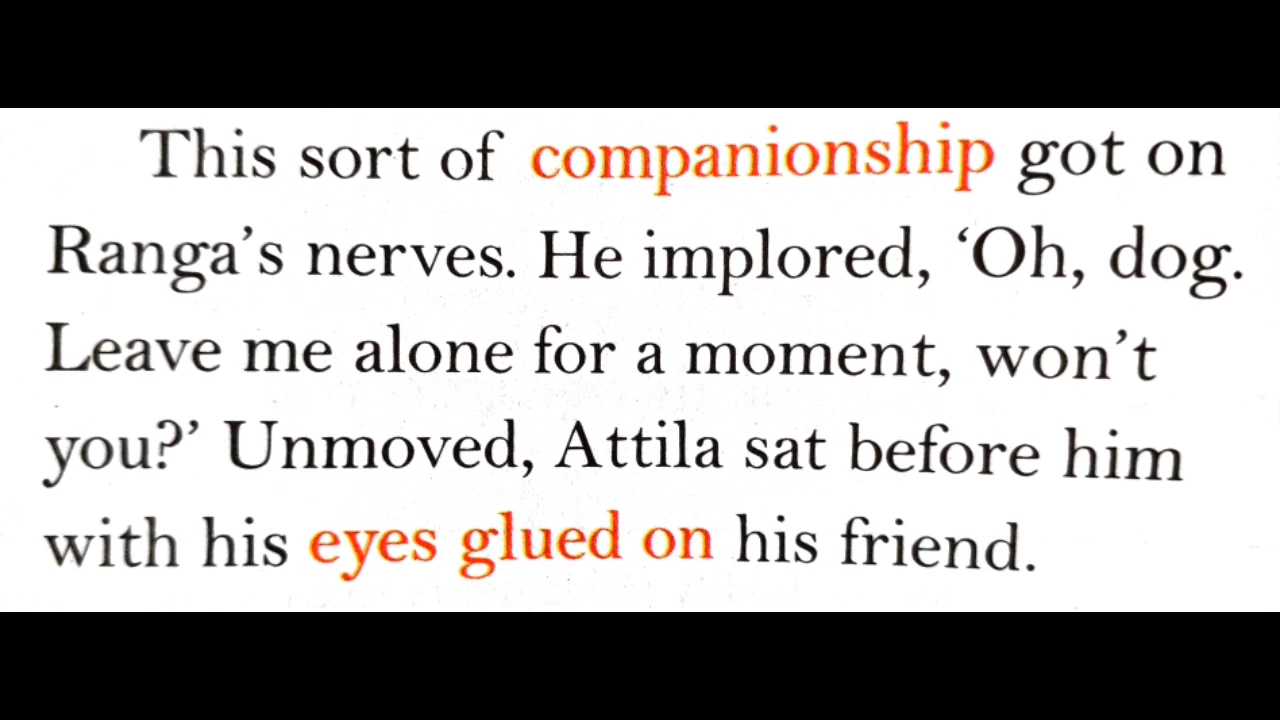 This sort of companionship got on
Ranga’s nerves. He implored, ‘Oh, dog.
Leave me alone for a moment, won’t
you?’ Unmoved, Attila sat before him
with his eyes glued on his friend.